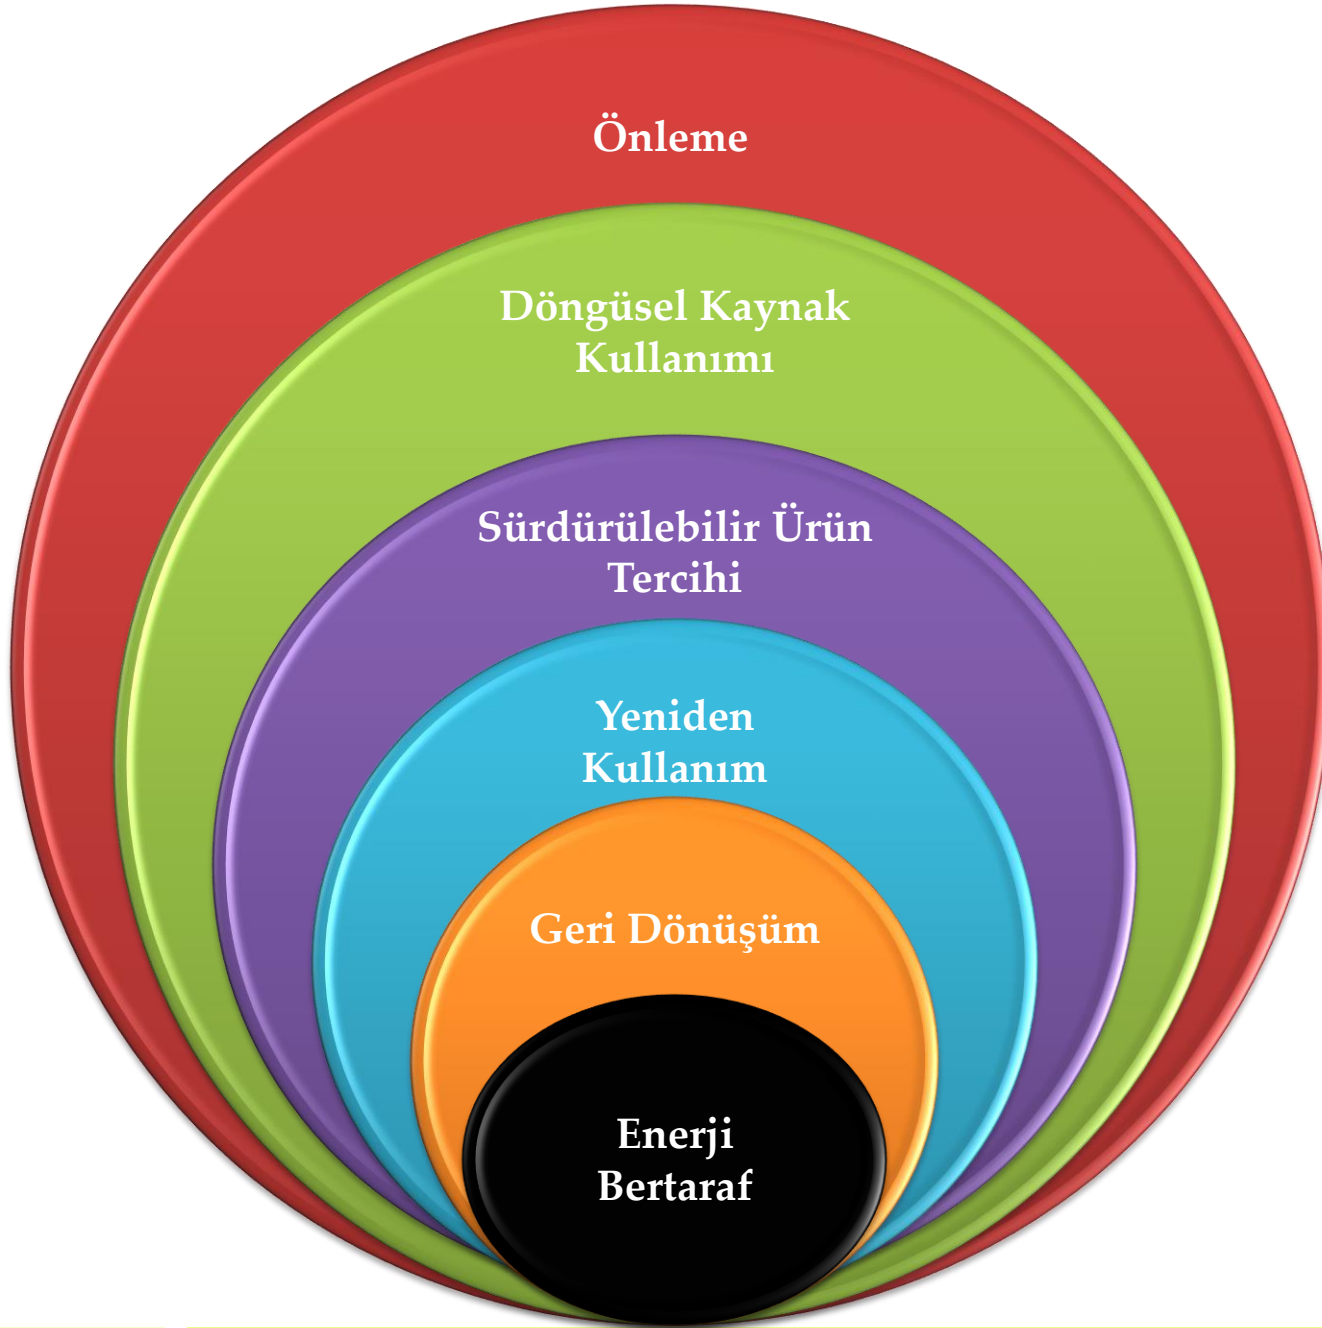 Önleme
Döngüsel Kaynak
Kullanımı
Sürdürülebilir Ürün
Tercihi
Yeniden
Kullanım
Geri Dönüşüm
Enerji
Bertaraf